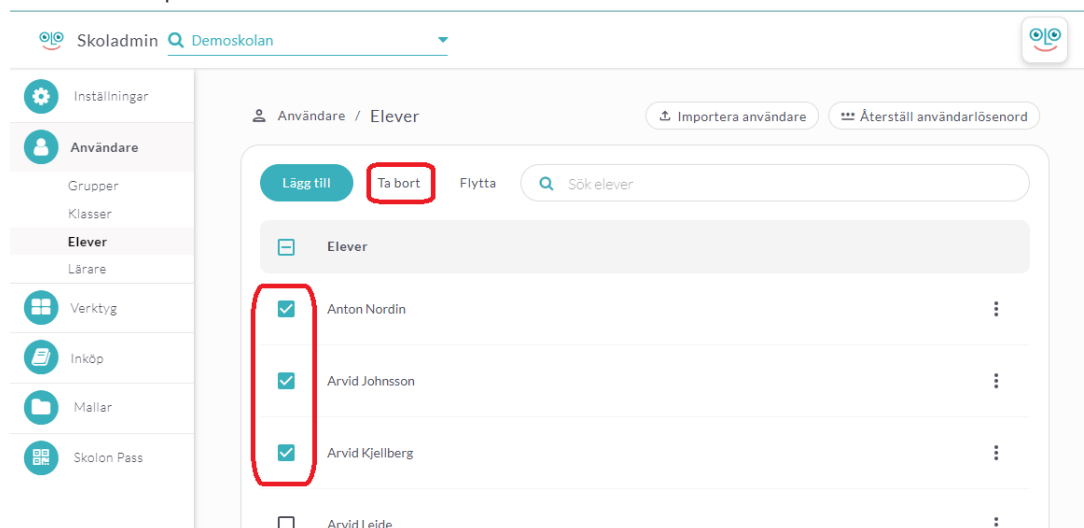 Skoladmin Demoskolan
Inställningar
Användare
Grupper
Klasser
Elever
Lärare
Verktyg
Inköp
Mallar
Skolon Pass
Användare / Elever
Importera användare
Återställ användarlösenord
Lägg till Ta bort Flytta Sök elever
Elever
Anton Nordin
Arvid Johnsson
Arvid Kjellberg
Arvid Leide